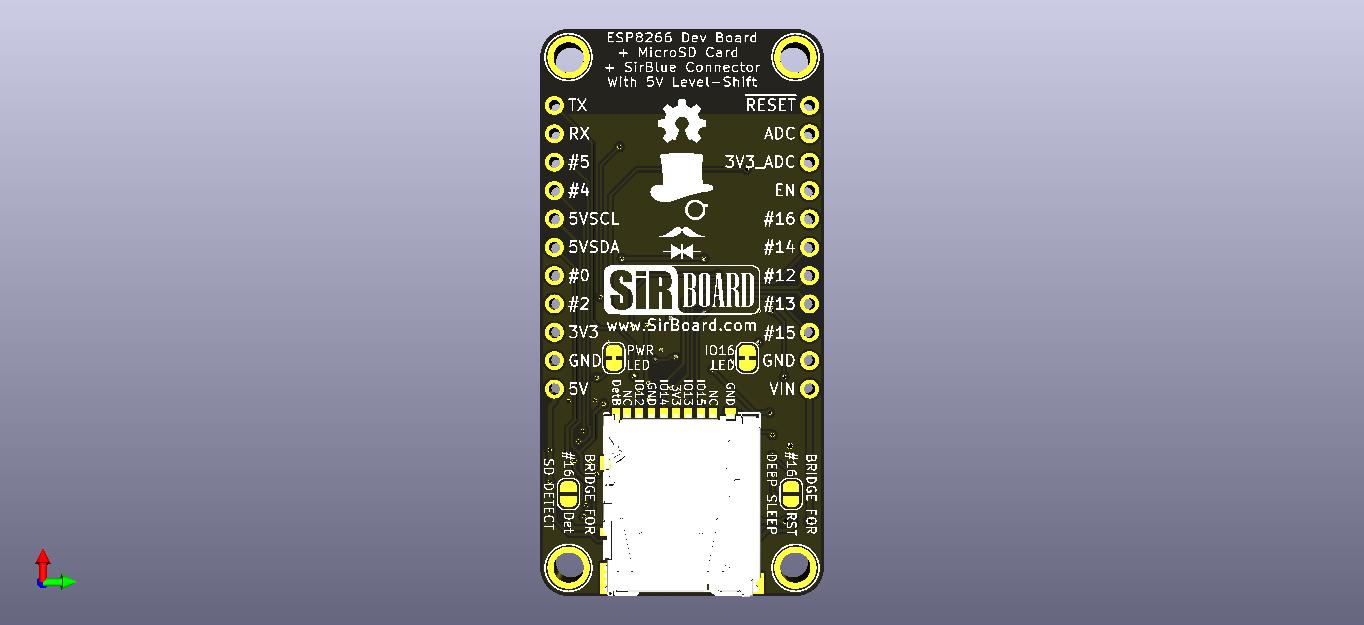 ESP8266 Dev Board
+ MicroSD Card
+ SirBlue Connector
With 5V Level-Shift
TX
RX
#5
#4
5VSCL
5VSDA
#0
#2
3V3
GND
5V
RESET
ADC
3V3_ADC
EN
#16
#14
#12
#13
#15
GND
VIN
SiR BOARD
www.SirBoard.com
PWR
LED
IO16
LED
DetB
NC
IO12
GND
IO14
3V3
IO13
IO15
NC
GND
BRIDGE FOR
#16 Det
SD DETECT
BRIDGE FOR
#16 RST
DEEP SLEEP